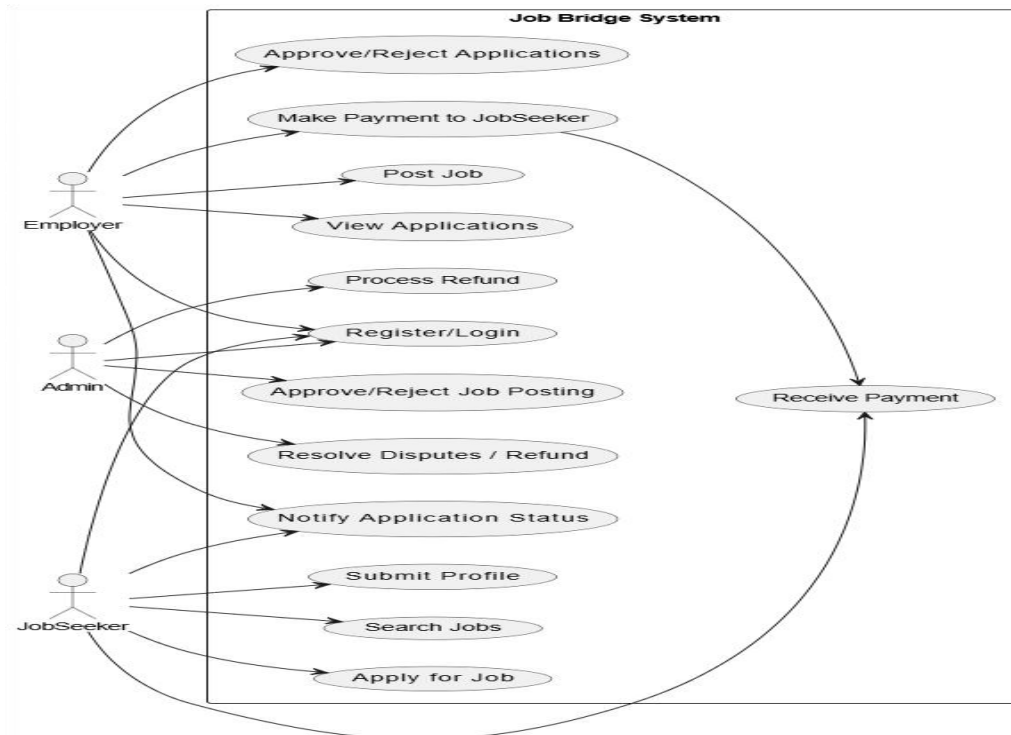 Job Bridge System
Approve/Reject Applications
Make Payment to JobSeeker
Post Job
Employer
View Applications
Process Refund
Register/Login
Admin
Approve/Reject Job Posting
Receive Payment
Resolve Disputes / Refund
Notify Application Status
Submit Profile
JobSeeker
Search Jobs
Apply for Job